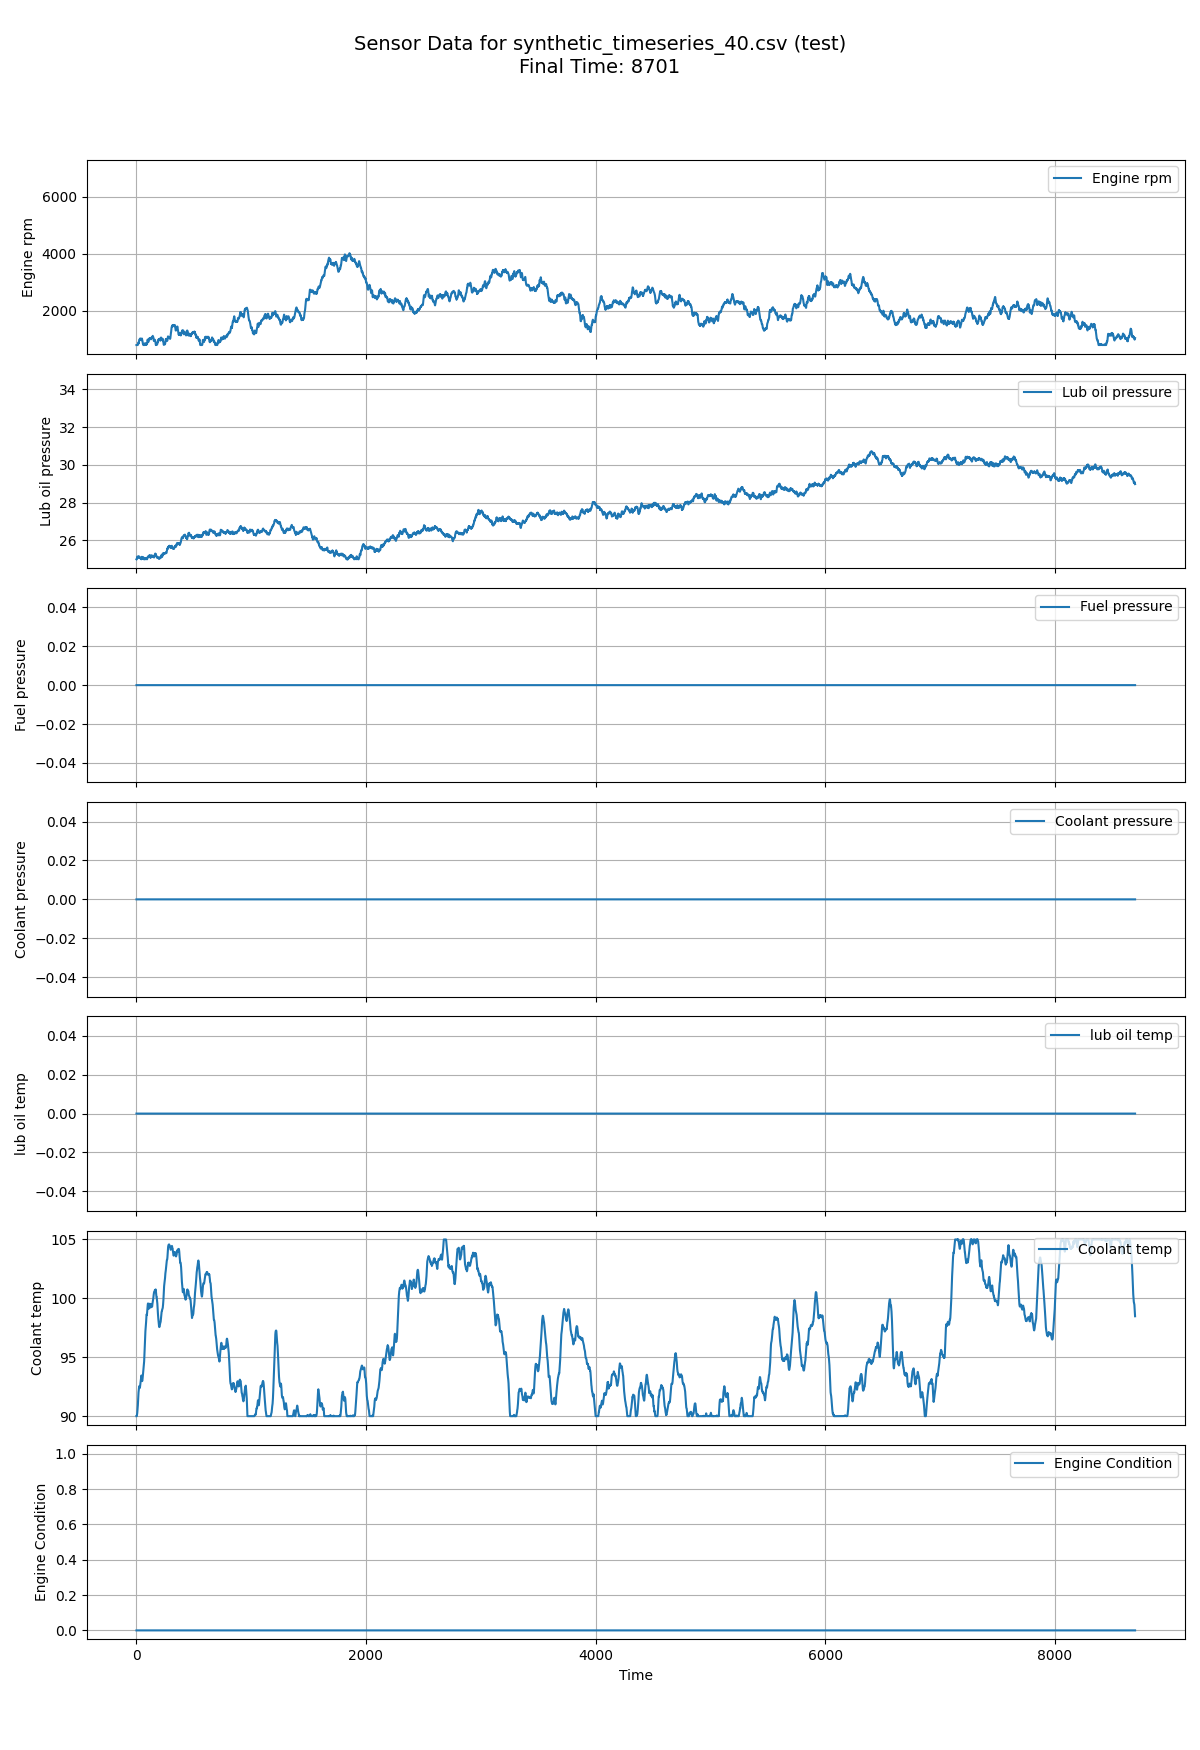 Sensor Data for synthetic_timeseries_40.csv (test)
Final Time: 8701
Engine rpm
6000
4000
2000
Engine rpm
Lub oil pressure
34
32
30
28
26
Lub oil pressure
Fuel pressure
0.04
0.02
0.00
−0.02
−0.04
Fuel pressure
Coolant pressure
0.04
0.02
0.00
−0.02
−0.04
Coolant pressure
lub oil temp
0.04
0.02
0.00
−0.02
−0.04
lub oil temp
Coolant temp
105
100
95
90
Coolant temp
Engine Condition
1.0
0.8
0.6
0.4
0.2
0.0
Engine Condition
0 2000 4000 6000 8000
Time